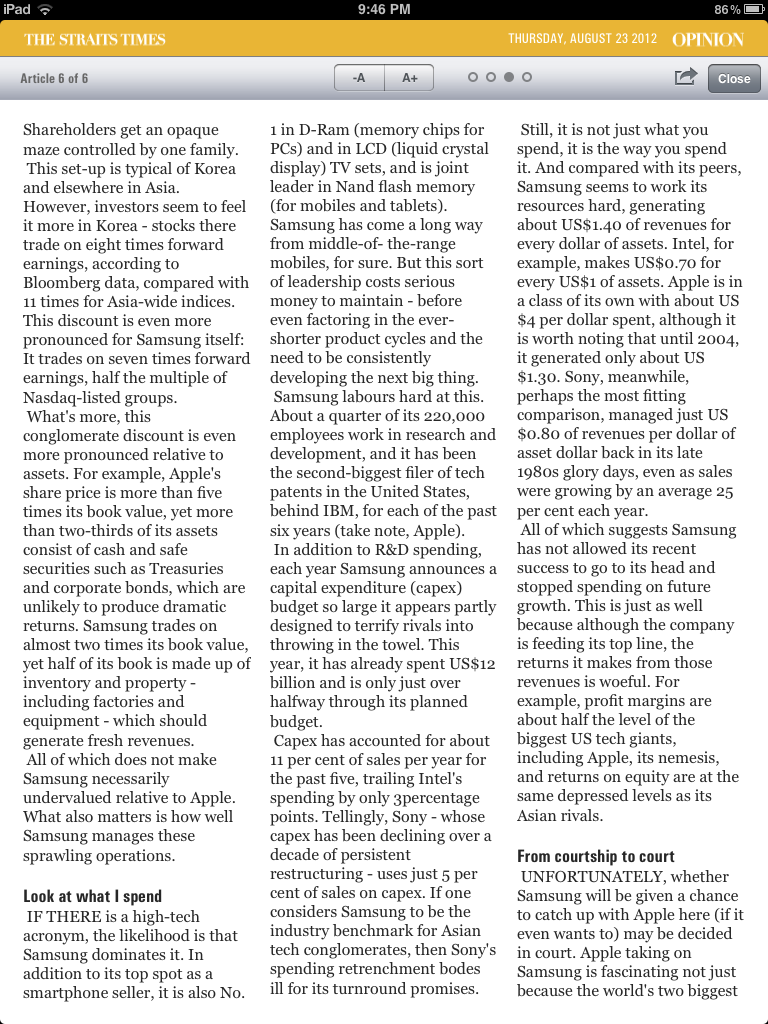 iPad 9:46 PM 86%
THE STRAITS TIMES THURSDAY, AUGUST 23 2012 OPINION
Article 6 of 6 -A A+ Close
Shareholders get an opaque
maze controlled by one family.
This set-up is typical of Korea
and elsewhere in Asia.
However, investors seem to feel
it more in Korea - stocks there
trade on eight times forward
earnings, according to
Bloomberg data, compared with
11 times for Asia-wide indices.
This discount is even more
pronounced for Samsung itself:
It trades on seven times forward
earnings, half the multiple of
Nasdaq-listed groups.
What's more, this
conglomerate discount is even
more pronounced relative to
assets. For example, Apple's
share price is more than five
times its book value, yet more
than two-thirds of its assets
consist of cash and safe
securities such as Treasuries
and corporate bonds, which are
unlikely to produce dramatic
returns. Samsung trades on
almost two times its book value,
yet half of its book is made up of
inventory and property -
including factories and
equipment - which should
generate fresh revenues.
All of which does not make
Samsung necessarily
undervalued relative to Apple.
What also matters is how well
Samsung manages these
sprawling operations.
Look at what I spend
IF THERE is a high-tech
acronym, the likelihood is that
Samsung dominates it. In
addition to its top spot as a
smartphone seller, it is also No.
1 in D-Ram (memory chips for
PCs) and in LCD (liquid crystal
display) TV sets, and is joint
leader in Nand flash memory
(for mobiles and tablets).
Samsung has come a long way
from middle-of- the-range
mobiles, for sure. But this sort
of leadership costs serious
money to maintain - before
even factoring in the ever-
shorter product cycles and the
need to be consistently
developing the next big thing.
Samsung labours hard at this.
About a quarter of its 220,000
employees work in research and
development, and it has been
the second-biggest filer of tech
patents in the United States,
behind IBM, for each of the past
six years (take note, Apple).
In addition to R&D spending,
each year Samsung announces a
capital expenditure (capex)
budget so large it appears partly
designed to terrify rivals into
throwing in the towel. This
year, it has already spent US$12
billion and is only just over
halfway through its planned
budget.
Capex has accounted for about
11 per cent of sales per year for
the past five, trailing Intel's
spending by only 3percentage
points. Tellingly, Sony - whose
capex has been declining over a
decade of persistent
restructuring - uses just 5 per
cent of sales on capex. If one
considers Samsung to be the
industry benchmark for Asian
tech conglomerates, then Sony's
spending retrenchment bodes
ill for its turnround promises.
Still, it is not just what you
spend, it is the way you spend
it. And compared with its peers,
Samsung seems to work its
resources hard, generating
about US$1.40 of revenues for
every dollar of assets. Intel, for
example, makes US$0.70 for
every US$1 of assets. Apple is in
a class of its own with about US
$4 per dollar spent, although it
is worth noting that until 2004,
it generated only about US
$1.30. Sony, meanwhile,
perhaps the most fitting
comparison, managed just US
$0.80 of revenues per dollar of
asset dollar back in its late
1980s glory days, even as sales
were growing by an average 25
per cent each year.
All of which suggests Samsung
has not allowed its recent
success to go to its head and
stopped spending on future
growth. This is just as well
because although the company
is feeding its top line, the
returns it makes from those
revenues is woeful. For
example, profit margins are
about half the level of the
biggest US tech giants,
including Apple, its nemesis,
and returns on equity are at the
same depressed levels as its
Asian rivals.
From courtship to court
UNFORTUNATELY, whether
Samsung will be given a chance
to catch up with Apple here (if it
even wants to) may be decided
in court. Apple taking on
Samsung is fascinating not just
because the world's two biggest